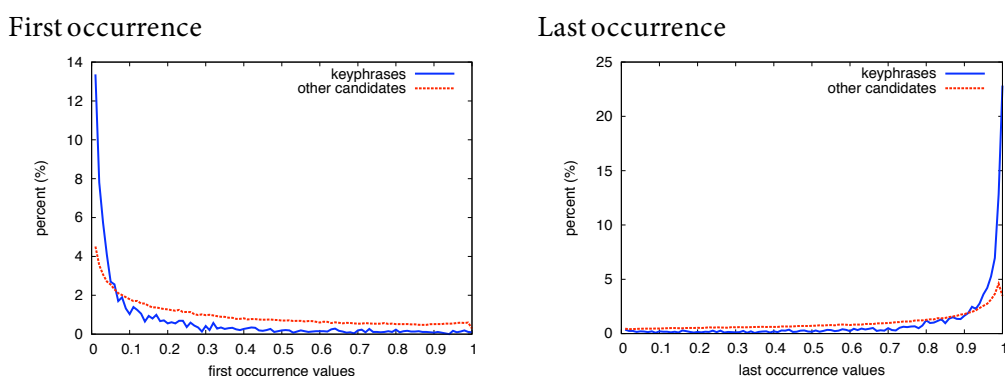 First occurrence
14
12
10
8
6
4
2
0
percent (%)
keyphrases
other candidates
0 0.1 0.2 0.3 0.4 0.5 0.6 0.7 0.8 0.9 1
first occurrence values
Last occurrence
25
20
15
10
5
0
percent (%)
keyphrases
other candidates
0 0.1 0.2 0.3 0.4 0.5 0.6 0.7 0.8 0.9 1
last occurrence values